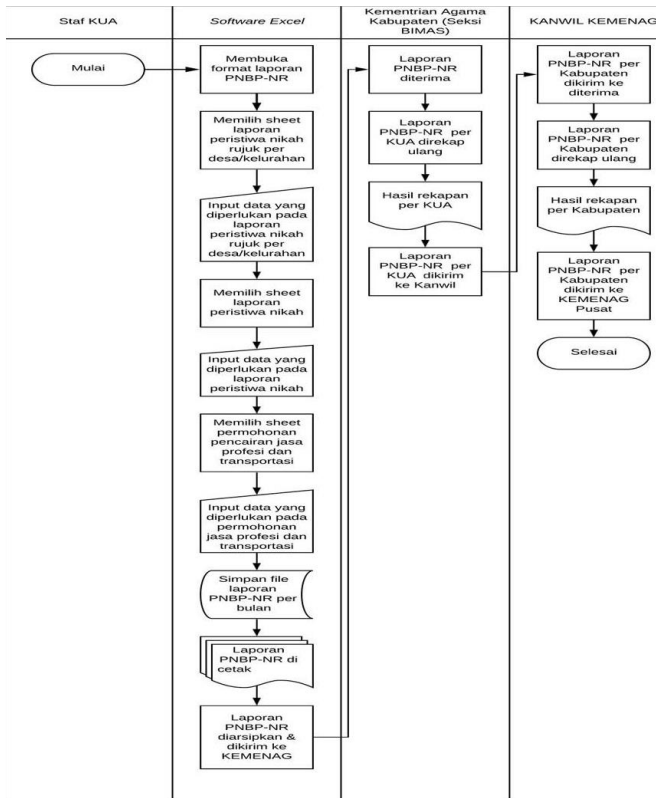 Staf KUA
Software Excel
Kementrian Agama
Kabupaten (Seksi
BIMAS)
KANWIL KEMENAG
Mulai
Membuka
format laporan
PNBP-NR
Memilih sheet
laporan
peristiwa nikah
rujuk per
desa/kelurahan
Input data yang
diperlukan pada
laporan
peristiwa nikah
rujuk per
desa/kelurahan
Memilih sheet
laporan
peristiwa nikah
Input data yang
diperlukan pada
laporan
peristiwa nikah
Memilih sheet
permohonan
pencairan jasa
profesi dan
transportasi
Input data yang
diperlukan pada
permohonan
jasa profesi dan
transportasi
Simpan file
laporan
PNBP-NR per
bulan
Laporan
PNBP-NR di
cetak
Laporan
PNBP-NR
diarsipkan &
dikirim ke
KEMENAG
Laporan
PNBP-NR
diterima
Laporan
PNBP-NR per
KUA direkap
ulang
Hasil rekapan
per KUA
Laporan
PNBP-NR per
KUA dikirim
ke Kanwil
Laporan
PNBP-NR per
Kabupaten
dikirim ke
diterima
Laporan
PNBP-NR per
Kabupaten
direkap ulang
Hasil rekapan
per Kabupaten
Laporan
PNBP-NR per
Kabupaten
dikirim ke
KEMENAG
Pusat
Selesai